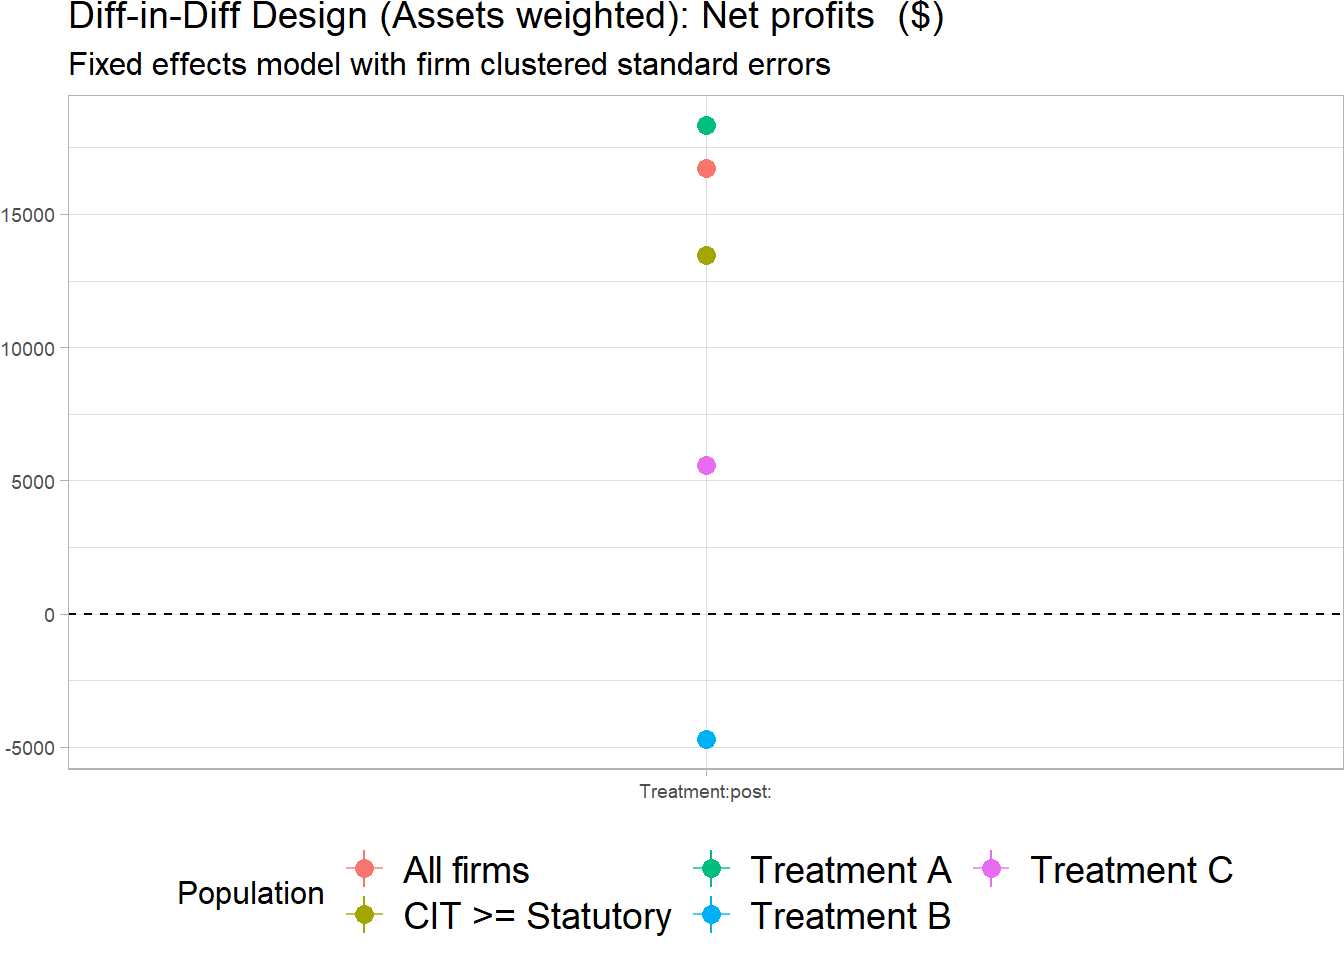 Diff-in-Diff Design (Assets weighted): Net profits  ($)
Fixed effects model with firm clustered standard errors
15000
10000
5000
0
-5000
Treatment:post:
Population
All firms
Treatment A
Treatment C
CIT >= Statutory
Treatment B